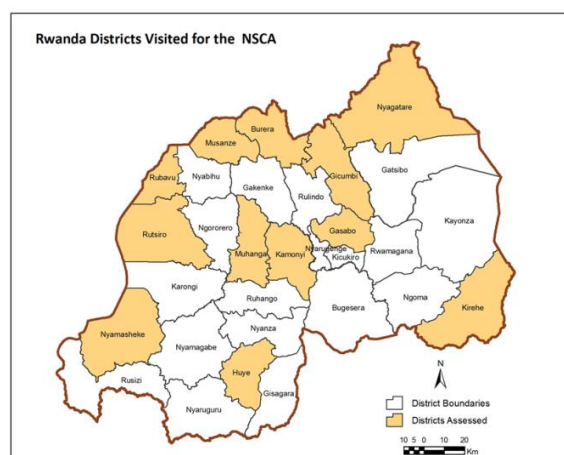 Rwanda Districts Visited for the NSCA
Nyagatare
Burera
Musanze
Gicumbi
Rubavu
Nyabihu
Gatsibo
Gakenke
Rulindo
Kayonza
Rutsiro
Ngororero
Gasabo
Nyarugenge
Kicukiro
Rwamagana
Muhanga
Kamonyi
Karongi
Ruhango
Bugesera
Ngoma
Kirehe
Nyamasheke
Nyanza
Nyamagabe
Huye
Rusizi
Gisagara
Nyaruguru
N
District Boundaries
Districts Assessed
10 5 0 10 20
Km